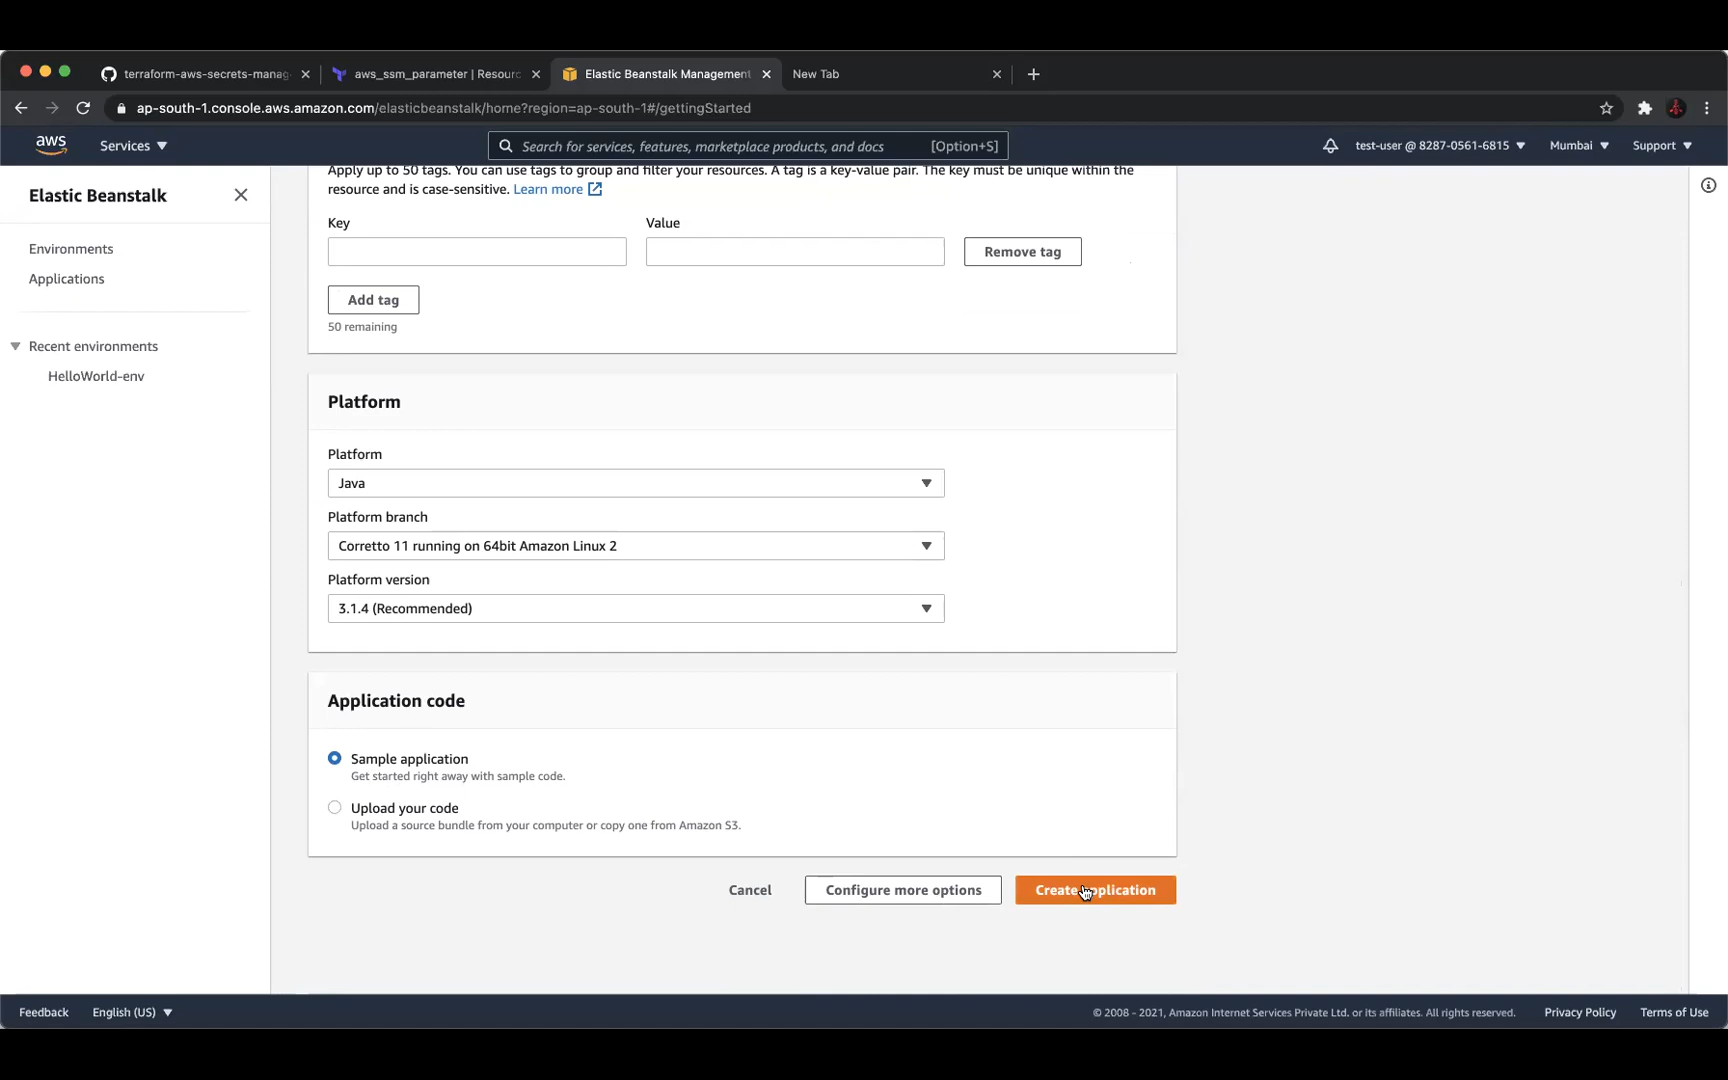 terraform-aws-secrets-manag
aws_ssm_parameter | Resourc
Elastic Beanstalk Management
New Tab
ap-south-1.console.aws.amazon.com/elasticbeanstalk/home?region=ap-south-1#/gettingStarted
aws
Services
Search for services, features, marketplace products, and docs
[Option+S]
test-user @ 8287-0561-6815
Mumbai
Support
Elastic Beanstalk
Environments
Applications
Recent environments
HelloWorld-env
Apply up to 50 tags. You can use tags to group and filter your resources. A tag is a key-value pair. The key must be unique within the
resource and is case-sensitive. Learn more
Key
Value
Remove tag
Add tag
50 remaining
Platform
Platform
Java
Platform branch
Corretto 11 running on 64bit Amazon Linux 2
Platform version
3.1.4 (Recommended)
Application code
Sample application
Get started right away with sample code.
Upload your code
Upload a source bundle from your computer or copy one from Amazon S3.
Cancel
Configure more options
Create application
Feedback
English (US)
© 2008 - 2021, Amazon Internet Services Private Ltd. or its affiliates. All rights reserved.
Privacy Policy
Terms of Use